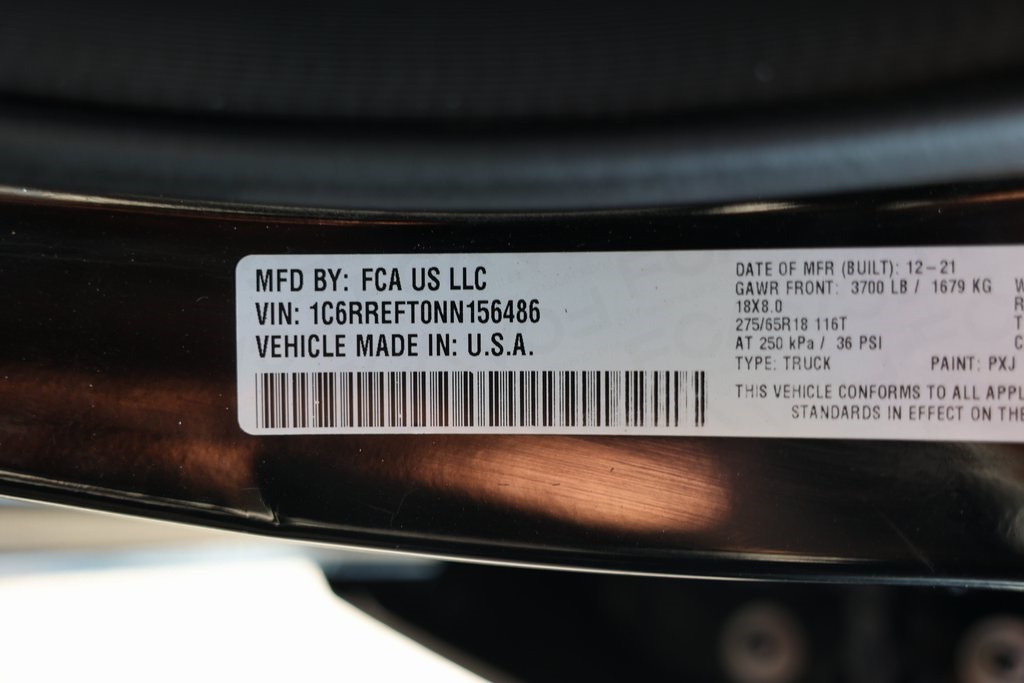 MFD BY: FCA US LLC
VIN: 1C6RREFT0NN156486
VEHICLE MADE IN: U.S.A.
DATE OF MFR (BUILT): 12-21
GAWR FRONT: 3700 LB / 1679 KG W
18X8.0 R
275/65R18 116T T
AT 250 kPa / 36 PSI C
TYPE: TRUCK PAINT: PXJ
THIS VEHICLE CONFORMS TO ALL APPL
STANDARDS IN EFFECT ON THE